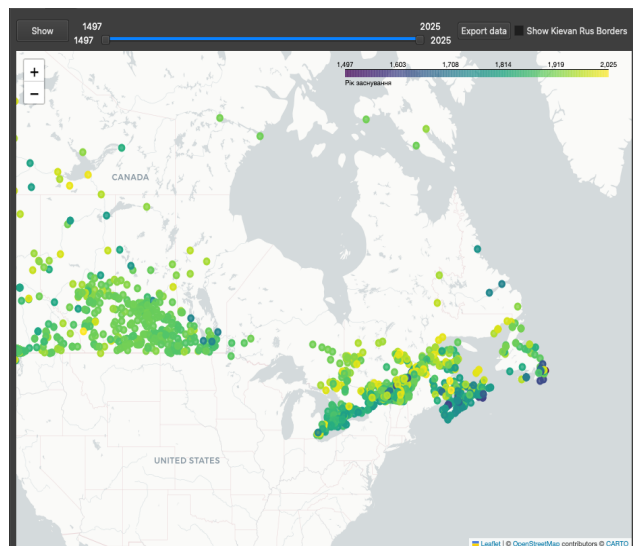 Show
1497
2025
1497
2025
Export data
Show Kievan Rus Borders
+
−
1,497 1,603 1,708 1,814 1,919 2,025
Рік заснування
CANADA
UNITED STATES
Leaflet | © OpenStreetMap contributors © CARTO